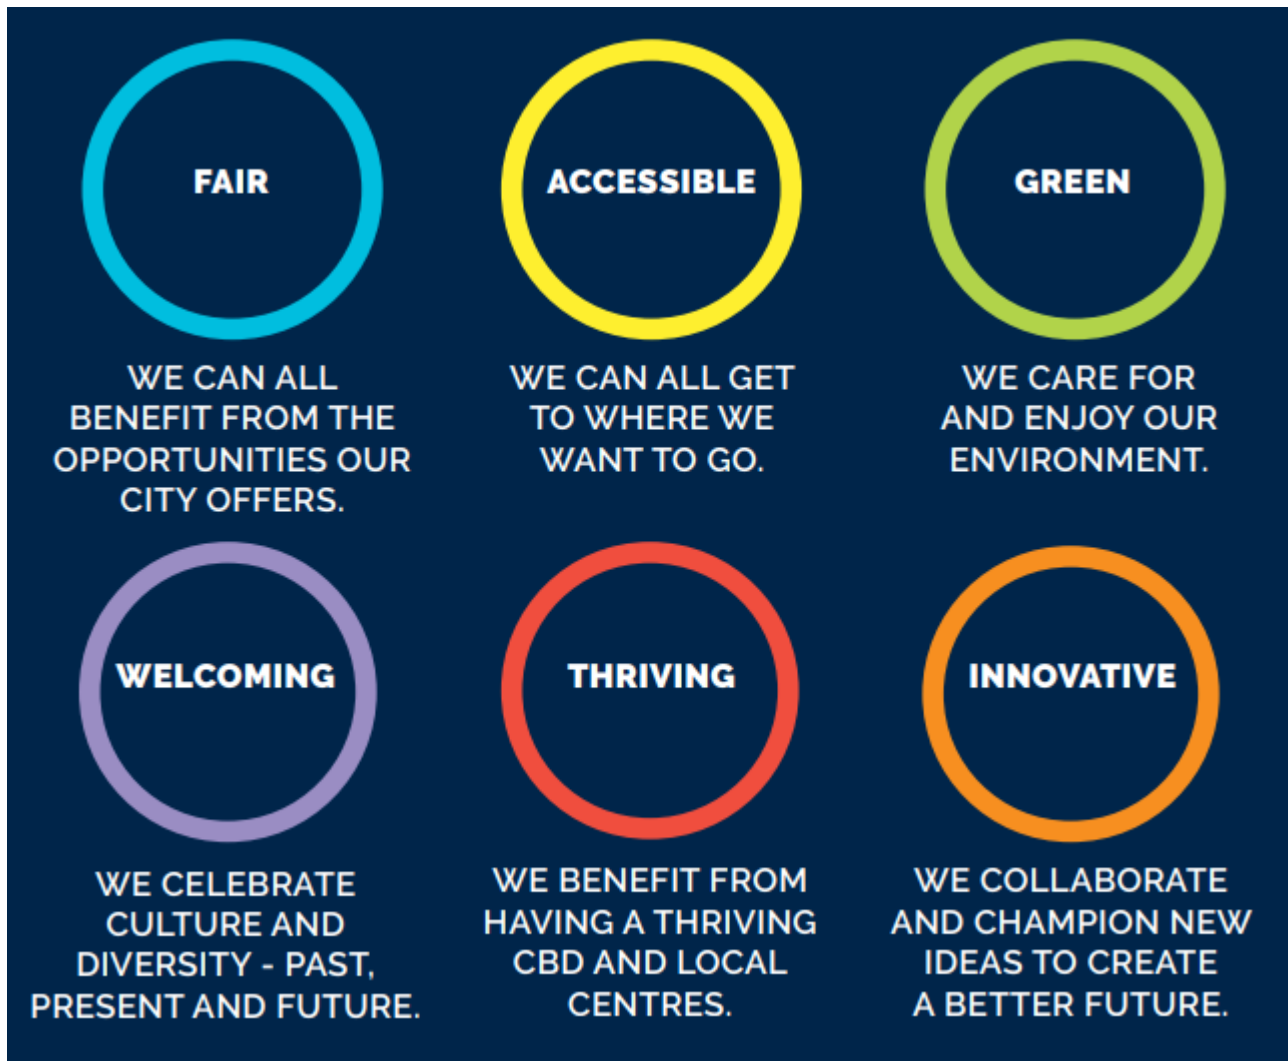 FAIR
WE CAN ALL
BENEFIT FROM THE
OPPORTUNITIES OUR
CITY OFFERS.
ACCESSIBLE
WE CAN ALL GET
TO WHERE WE
WANT TO GO.
GREEN
WE CARE FOR
AND ENJOY OUR
ENVIRONMENT.
WELCOMING
WE CELEBRATE
CULTURE AND
DIVERSITY - PAST,
PRESENT AND FUTURE.
THRIVING
WE BENEFIT FROM
HAVING A THRIVING
CBD AND LOCAL
CENTRES.
INNOVATIVE
WE COLLABORATE
AND CHAMPION NEW
IDEAS TO CREATE
A BETTER FUTURE.